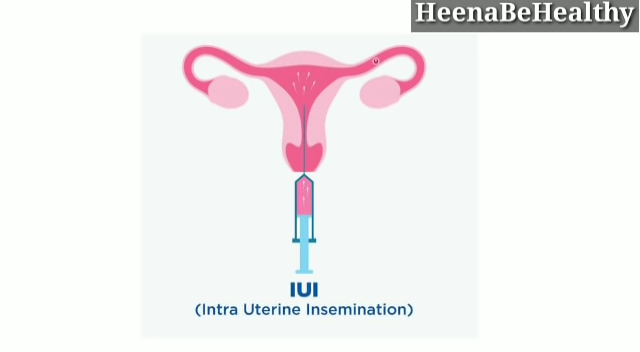 HeenaBeHealthy
IUI
(Intra Uterine Insemination)